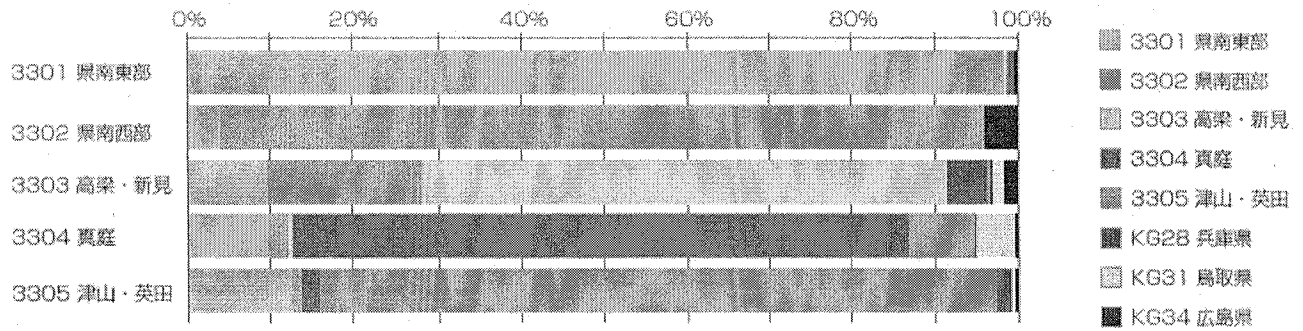 0% 20% 40% 60% 80% 100%
3301 県南東部
3302 県南西部
3303 高梁・新見
3304 真庭
3305 津山・英田
3301 県南東部
3302 県南西部
3303 高梁・新見
3304 真庭
3305 津山・英田
KG28 兵庫県
KG31 鳥取県
KG34 広島県